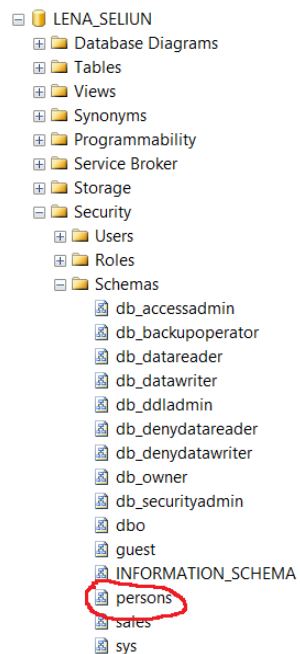 LENA_SELIUN
Database Diagrams
Tables
Views
Synonyms
Programmability
Service Broker
Storage
Security
Users
Roles
Schemas
db_accessadmin
db_backupoperator
db_datareader
db_datawriter
db_ddladmin
db_denydatareader
db_denydatawriter
db_owner
db_securityadmin
dbo
guest
INFORMATION_SCHEMA
persons
sales
sys